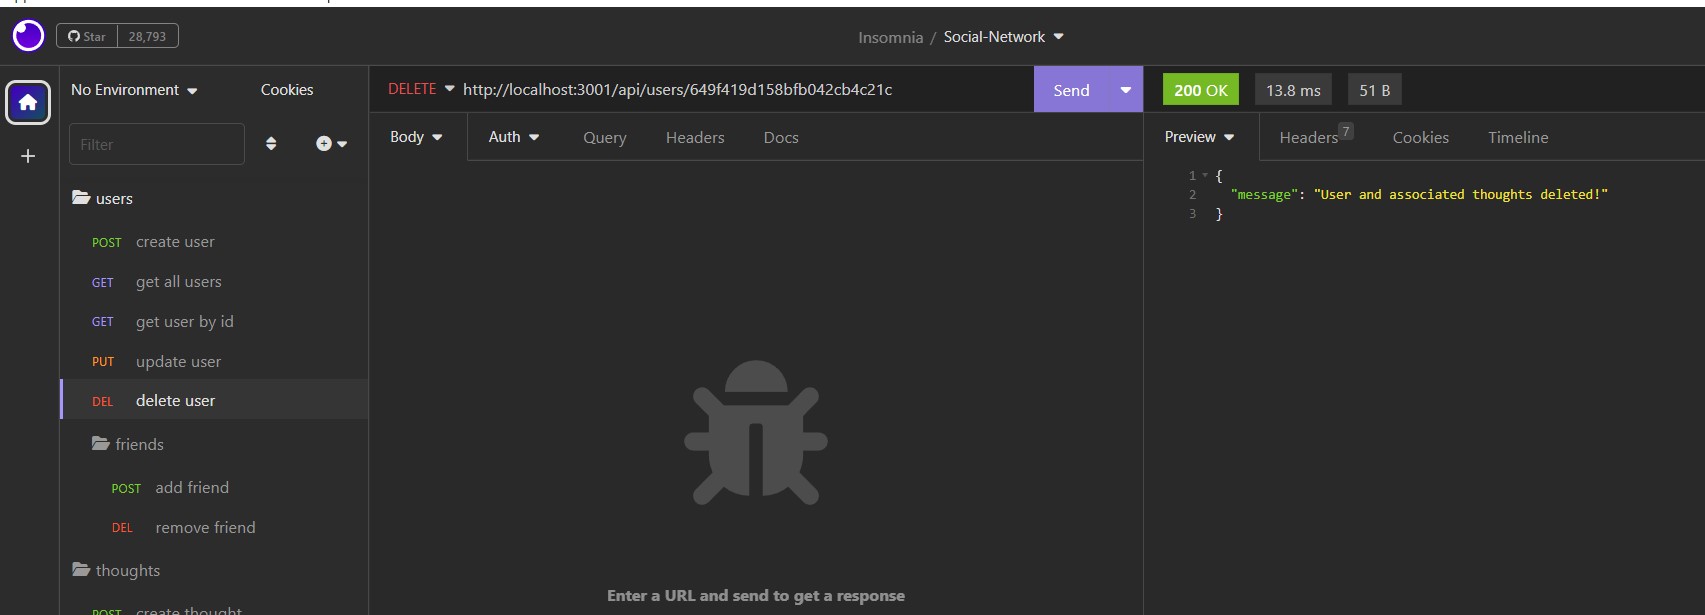 Star 28,793
Insomnia / Social-Network
No Environment Cookies
Filter
users
POST create user
GET get all users
GET get user by id
PUT update user
DEL delete user
friends
POST add friend
DEL remove friend
thoughts
POST create thought
DELETE http://localhost:3001/api/users/649f419d158bfb042cb4c21c Send
Body Auth Query Headers Docs
Enter a URL and send to get a response
200 OK 13.8 ms 51 B
Preview Headers 7 Cookies Timeline
1 {
2 "message": "User and associated thoughts deleted!"
3 }